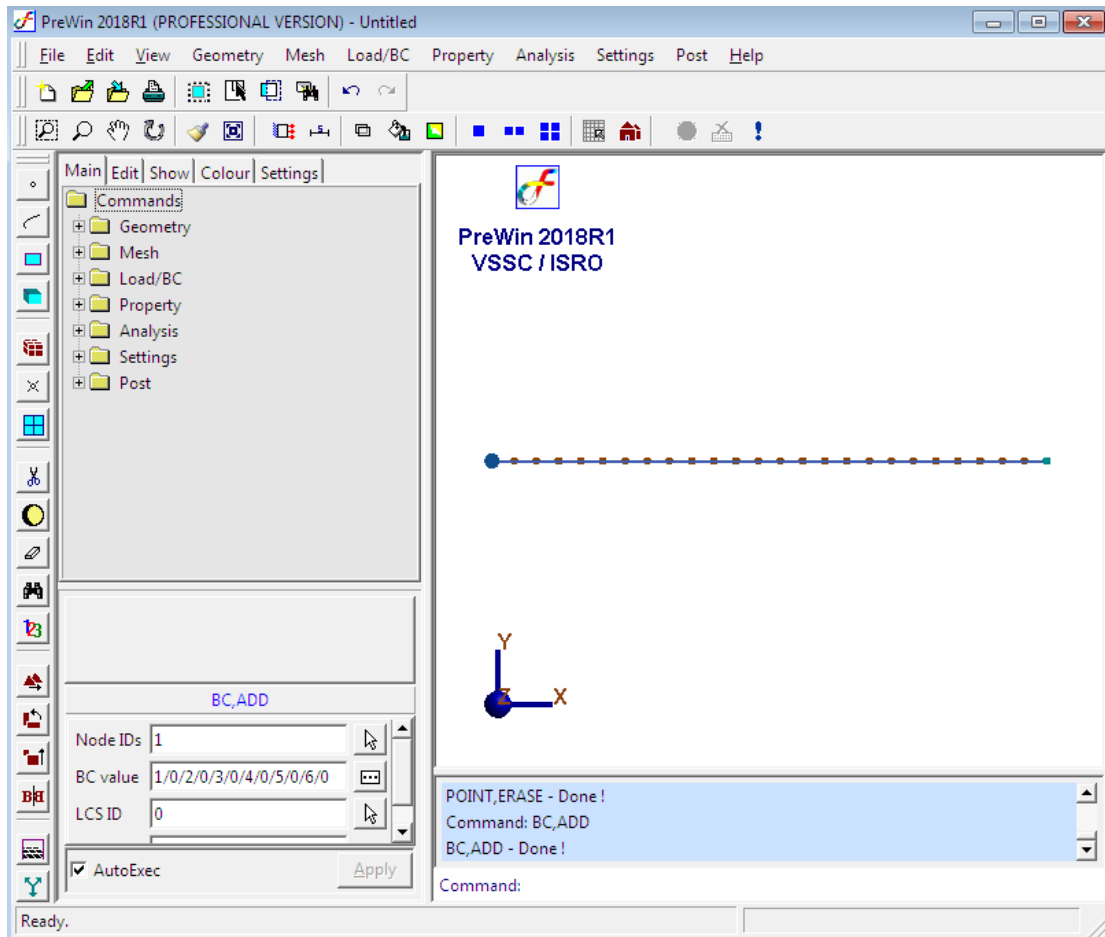 PreWin 2018R1 (PROFESSIONAL VERSION) - Untitled
File Edit View Geometry Mesh Load/BC Property Analysis Settings Post Help
Main Edit Show Colour Settings
Commands
Geometry
Mesh
Load/BC
Property
Analysis
Settings
Post
PreWin 2018R1
VSSC / ISRO
Y
Z X
BC,ADD
Node IDs 1
BC value 1/0/2/0/3/0/4/0/5/0/6/0
LCS ID 0
AutoExec Apply
POINT,ERASE - Done !
Command: BC,ADD
BC,ADD - Done !
Command:
Ready.